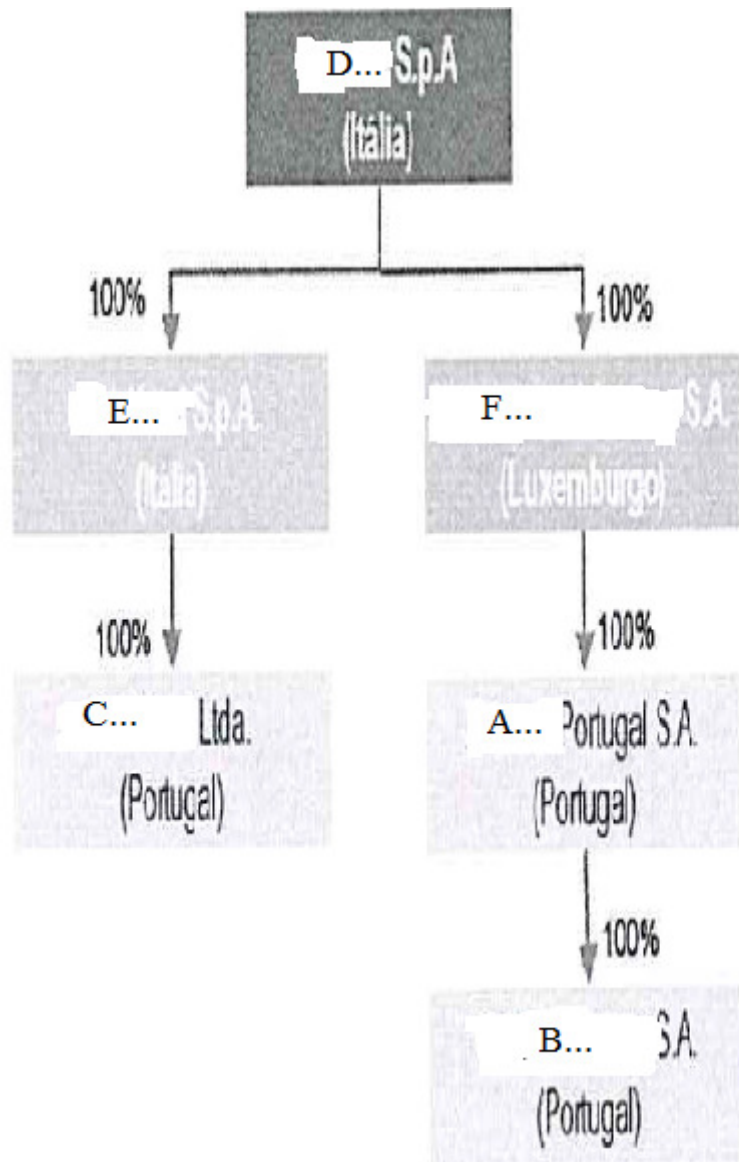 D... S.p.A
(Itália)
100%
100%
E... S.p.A.
(Itália)
F... S.A.
(Luxemburgo)
100%
100%
C... Ltda.
(Portugal)
A... Portugal S.A.
(Portugal)
100%
B... S.A.
(Portugal)